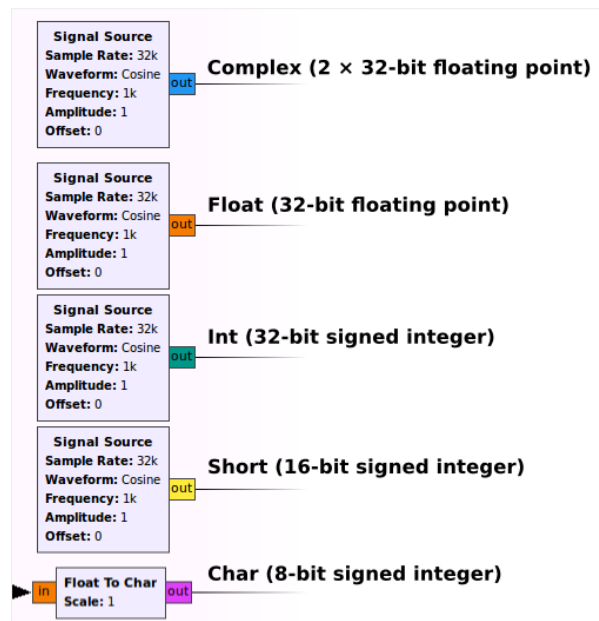 Signal Source
Sample Rate: 32k
Waveform: Cosine
Frequency: 1k
Amplitude: 1
Offset: 0
out
Complex (2 × 32-bit floating point)
Signal Source
Sample Rate: 32k
Waveform: Cosine
Frequency: 1k
Amplitude: 1
Offset: 0
out
Float (32-bit floating point)
Signal Source
Sample Rate: 32k
Waveform: Cosine
Frequency: 1k
Amplitude: 1
Offset: 0
out
Int (32-bit signed integer)
Signal Source
Sample Rate: 32k
Waveform: Cosine
Frequency: 1k
Amplitude: 1
Offset: 0
out
Short (16-bit signed integer)
in
Float To Char
Scale: 1
out
Char (8-bit signed integer)